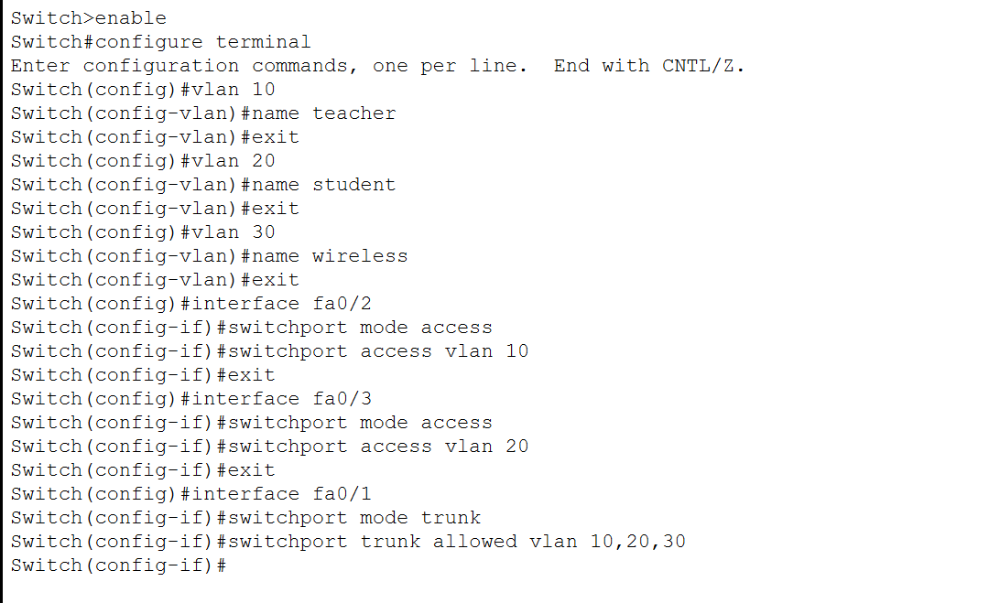 Switch>enable
Switch#configure terminal
Enter configuration commands, one per line.  End with CNTL/Z.
Switch(config)#vlan 10
Switch(config-vlan)#name teacher
Switch(config-vlan)#exit
Switch(config)#vlan 20
Switch(config-vlan)#name student
Switch(config-vlan)#exit
Switch(config)#vlan 30
Switch(config-vlan)#name wireless
Switch(config-vlan)#exit
Switch(config)#interface fa0/2
Switch(config-if)#switchport mode access
Switch(config-if)#switchport access vlan 10
Switch(config-if)#exit
Switch(config)#interface fa0/3
Switch(config-if)#switchport mode access
Switch(config-if)#switchport access vlan 20
Switch(config-if)#exit
Switch(config)#interface fa0/1
Switch(config-if)#switchport mode trunk
Switch(config-if)#switchport trunk allowed vlan 10,20,30
Switch(config-if)#